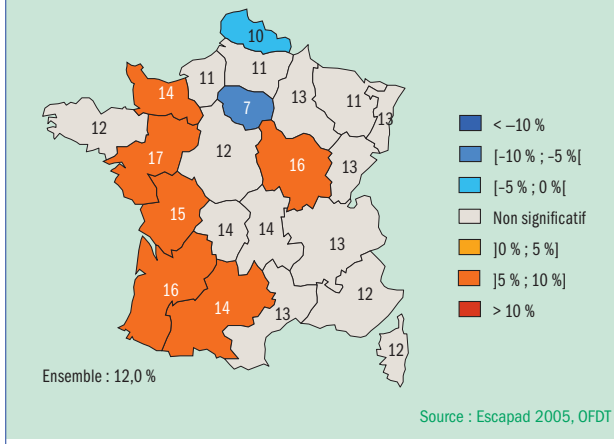 10
14
11
11
13
11
13
7
12
17
12
16
13
15
14
14
13
16
14
13
12
12
< –10 %
[–10 % ; –5 %[
[–5 % ; 0 %[
Non significatif
]0 % ; 5 %]
]5 % ; 10 %]
> 10 %
Ensemble : 12,0 %
Source : Escapad 2005, OFDT